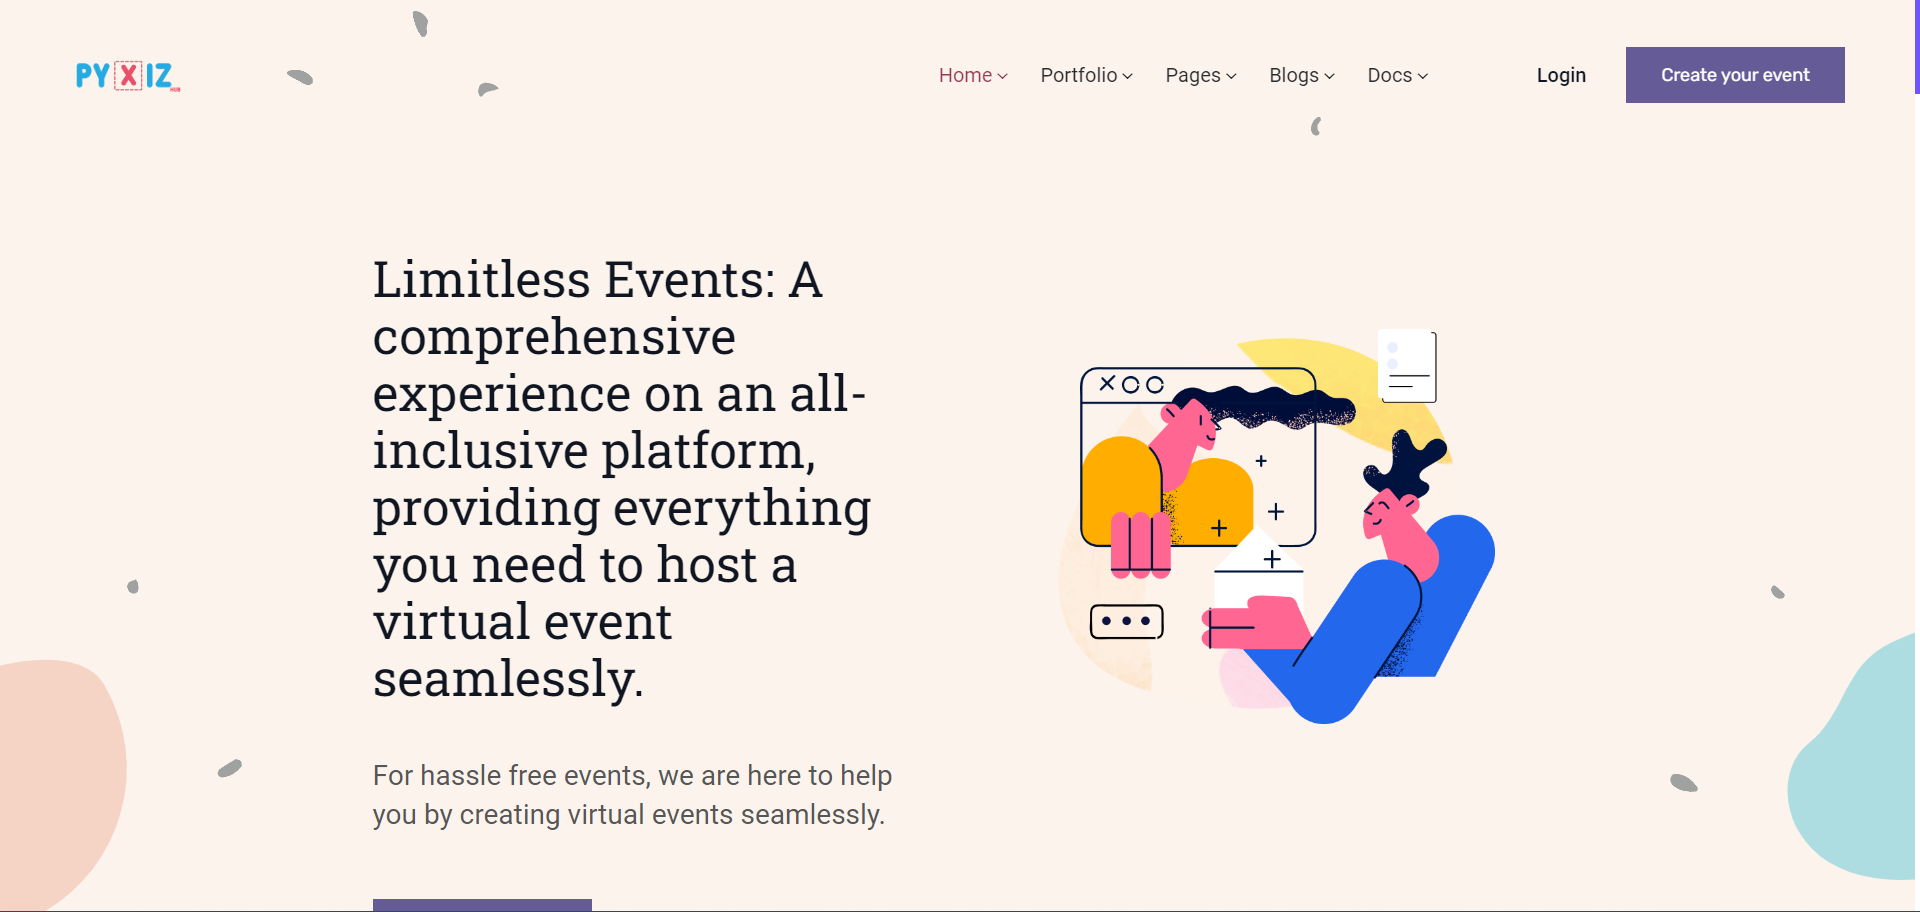 PYXIZ
HUB
Home
Portfolio
Pages
Blogs
Docs
Login
Create your event
Limitless Events: A
comprehensive
experience on an all-
inclusive platform,
providing everything
you need to host a
virtual event
seamlessly.
For hassle free events, we are here to help
you by creating virtual events seamlessly.